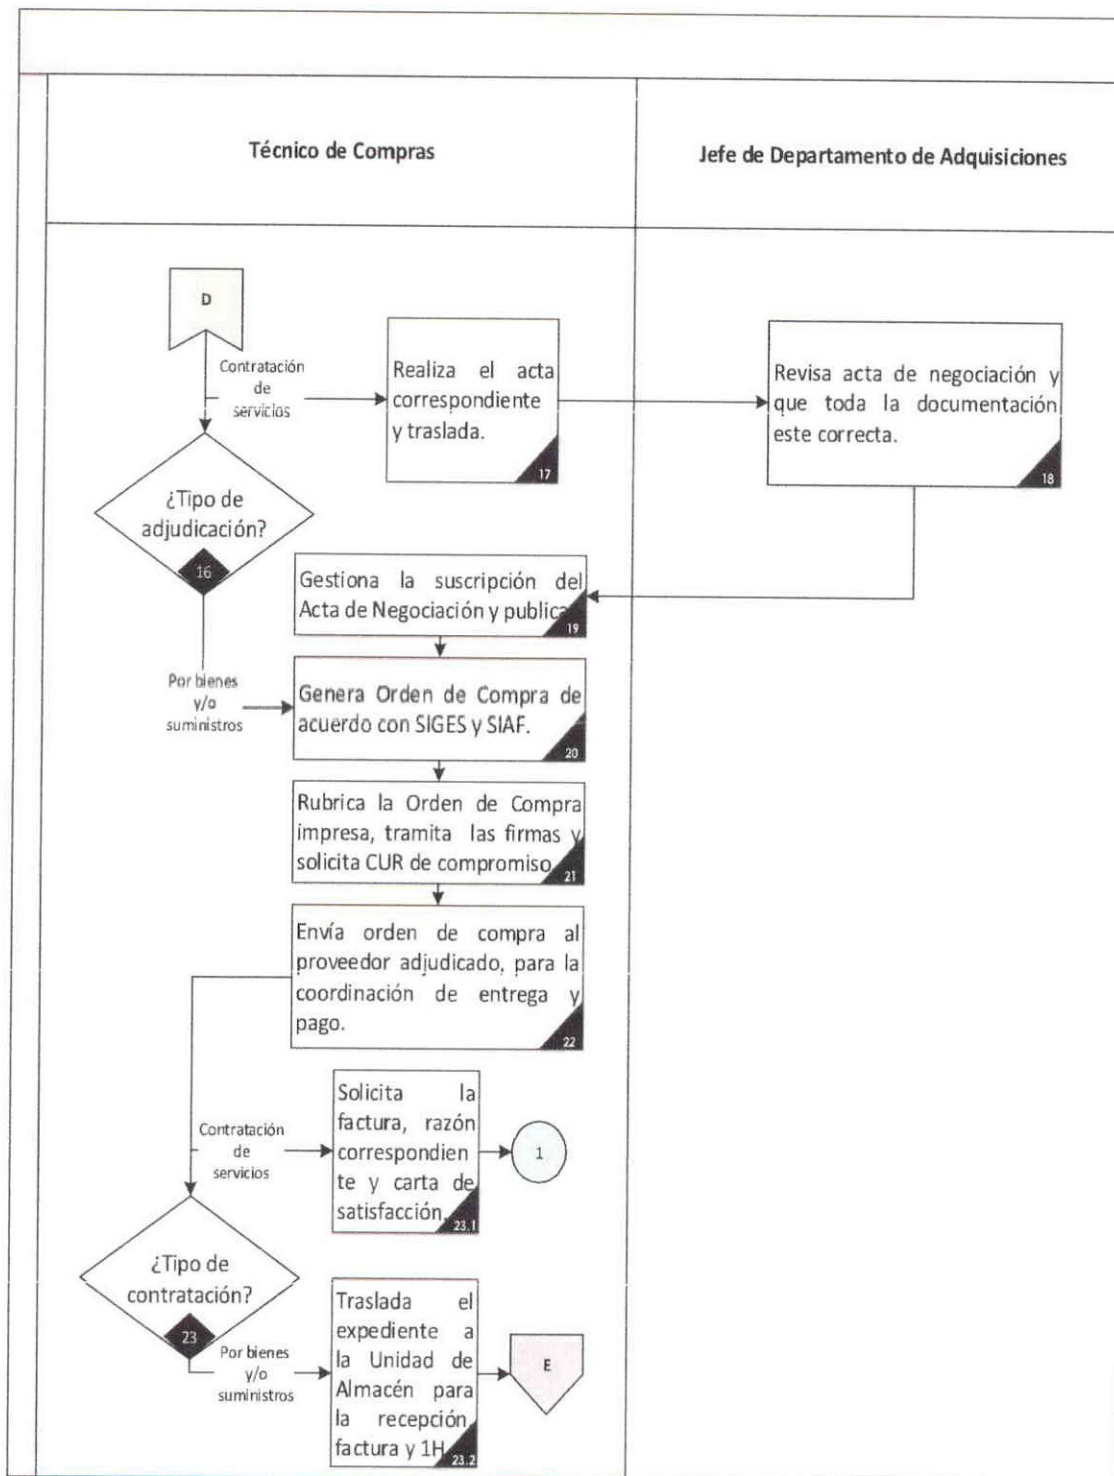 Técnico de Compras
Jefe de Departamento de Adquisiciones
D
Contratación
de
servicios
Realiza el acta
correspondiente
y traslada.
17
Revisa acta de negociación y
que toda la documentación
este correcta.
18
¿Tipo de
adjudicación?
16
Gestiona la suscripción del
Acta de Negociación y publica
19
Por bienes
y/o
suministros
Genera Orden de Compra de
acuerdo con SIGES y SIAF.
20
Rubrica la Orden de Compra
impresa, tramita las firmas y
solicita CUR de compromiso
21
Envía orden de compra al
proveedor adjudicado, para la
coordinación de entrega y
pago.
22
Contratación
de
servicios
Solicita la
factura, razón
correspondien
te y carta de
satisfacción.
23.1
1
¿Tipo de
contratación?
23
Por bienes
y/o
suministros
Traslada el
expediente a
la Unidad de
Almacén para
la recepción,
factura y 1H
23.2
E